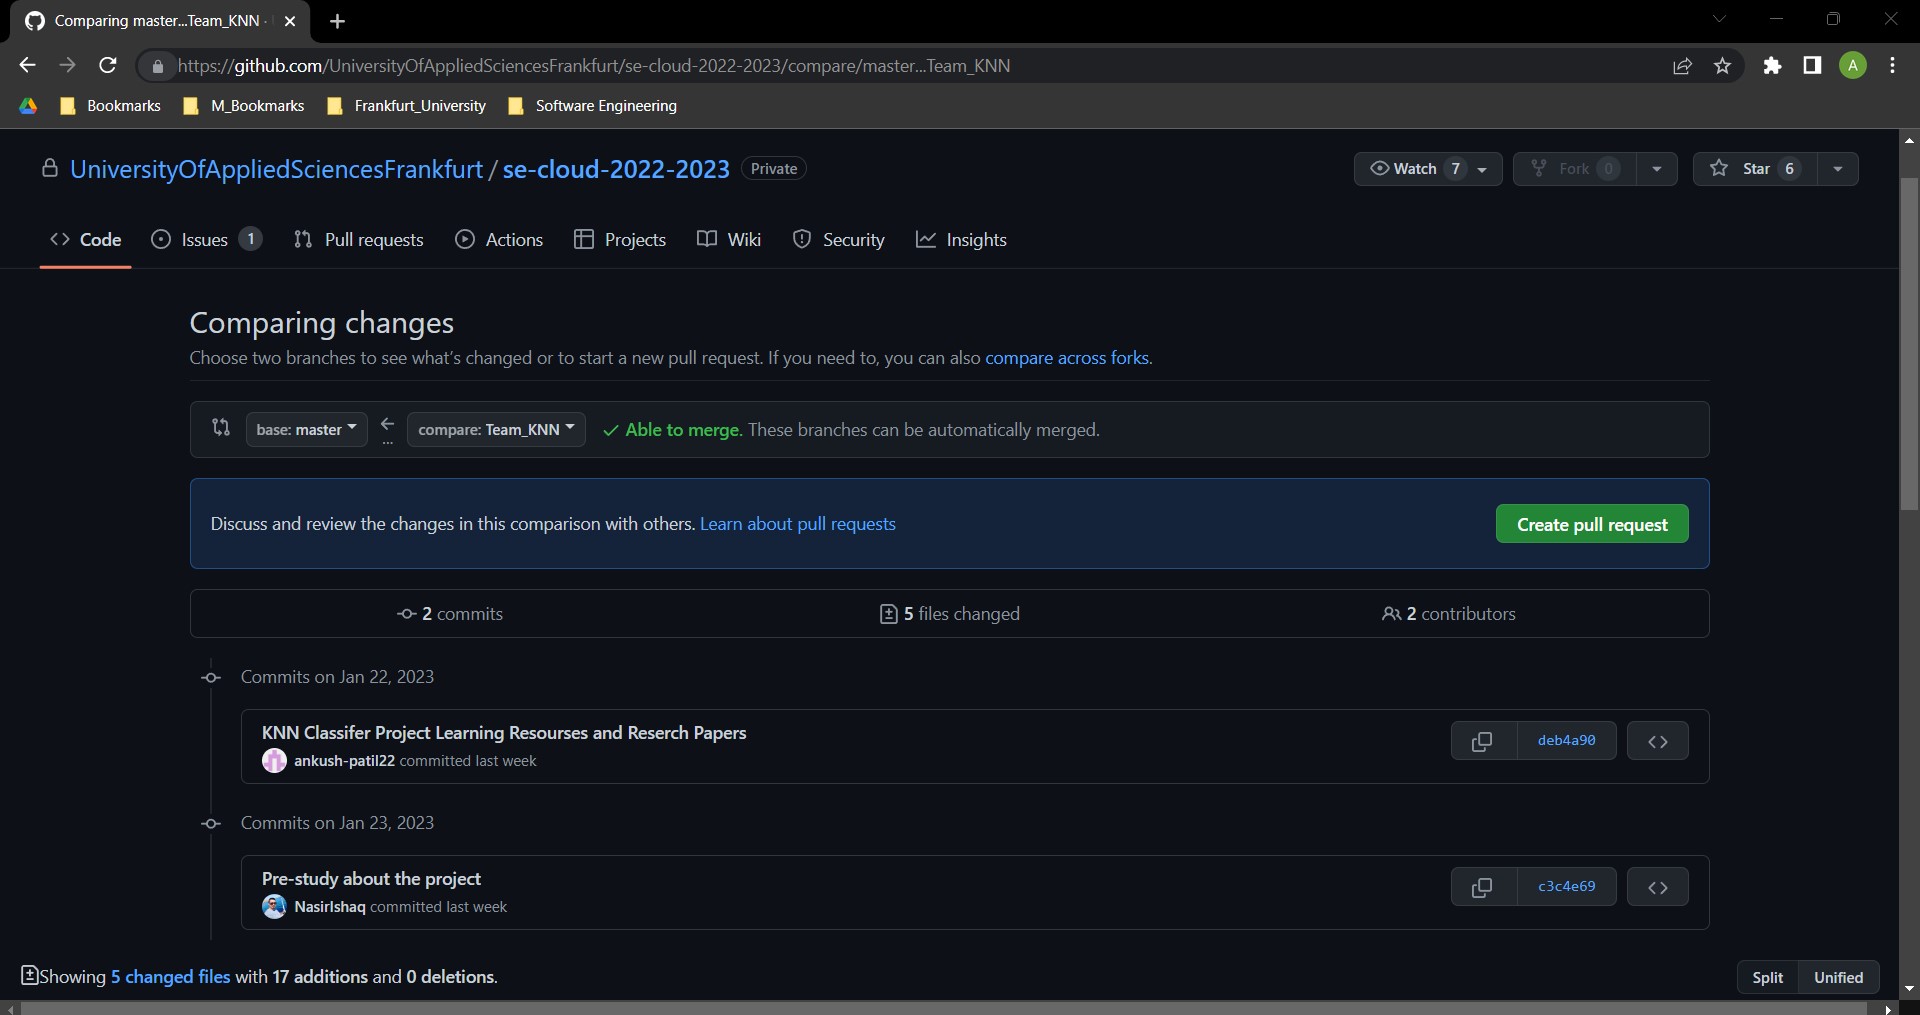 Comparing master...Team_KNN ·
https://github.com/UniversityOfAppliedSciencesFrankfurt/se-cloud-2022-2023/compare/master...Team_KNN
A
Bookmarks M_Bookmarks Frankfurt_University Software Engineering
UniversityOfAppliedSciencesFrankfurt / se-cloud-2022-2023 Private
Watch 7 Fork 0 Star 6
Code Issues 1 Pull requests Actions Projects Wiki Security Insights
Comparing changes
Choose two branches to see what's changed or to start a new pull request. If you need to, you can also compare across forks.
base: master ... compare: Team_KNN Able to merge. These branches can be automatically merged.
Discuss and review the changes in this comparison with others. Learn about pull requests
Create pull request
2 commits 5 files changed 2 contributors
Commits on Jan 22, 2023
KNN Classifer Project Learning Resourses and Reserch Papers
ankush-patil22 committed last week
deb4a90
Commits on Jan 23, 2023
Pre-study about the project
NasirIshaq committed last week
c3c4e69
Showing 5 changed files with 17 additions and 0 deletions.
Split Unified